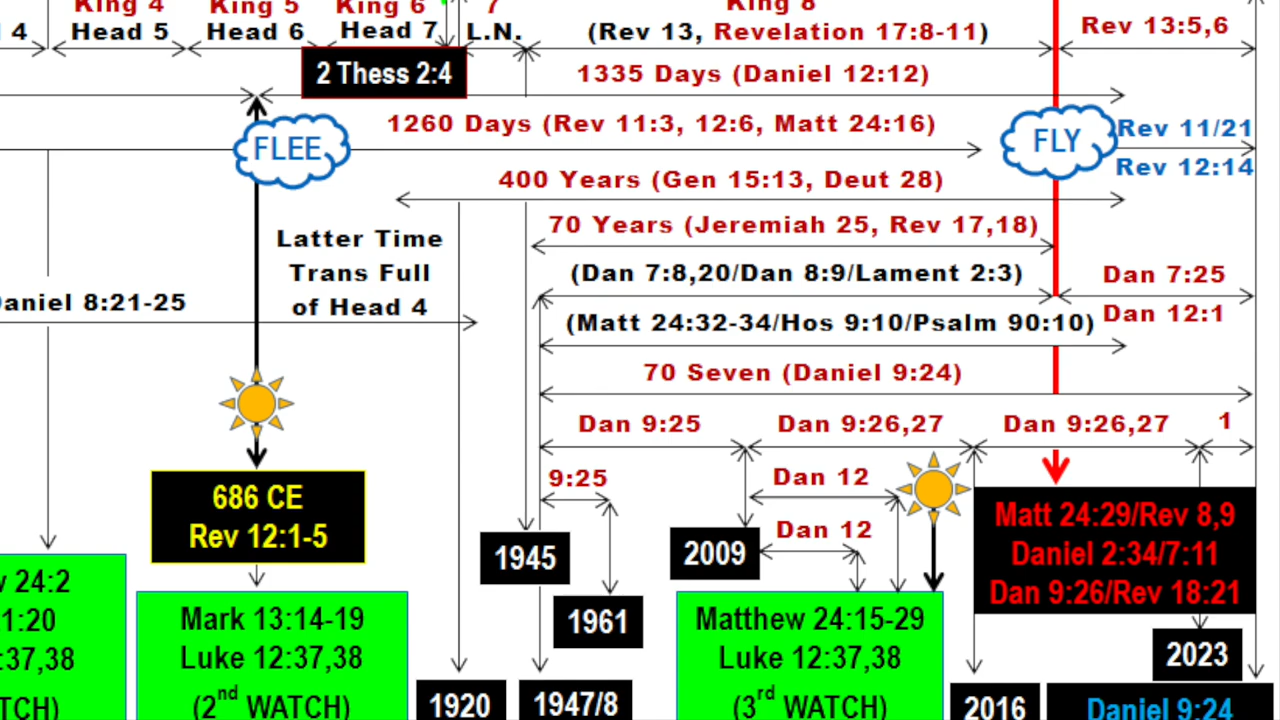 King 4
King 5
King 6
7
King 8
4
Head 5
Head 6
Head 7
L.N.
(Rev 13, Revelation 17:8-11)
Rev 13:5,6
2 Thess 2:4
1335 Days (Daniel 12:12)
FLEE
1260 Days (Rev 11:3, 12:6, Matt 24:16)
FLY
Rev 11/21
Rev 12:14
400 Years (Gen 15:13, Deut 28)
70 Years (Jeremiah 25, Rev 17,18)
Latter Time
Trans Full
of Head 4
(Dan 7:8,20/Dan 8:9/Lament 2:3)
Dan 7:25
aniel 8:21-25
(Matt 24:32-34/Hos 9:10/Psalm 90:10)
Dan 12:1
70 Seven (Daniel 9:24)
Dan 9:25
Dan 9:26,27
Dan 9:26,27
1
9:25
Dan 12
Dan 12
686 CE
Rev 12:1-5
1945
2009
1961
Matt 24:29/Rev 8,9
Daniel 2:34/7:11
Dan 9:26/Rev 18:21
24:2
1:20
:37,38
TCH)
Mark 13:14-19
Luke 12:37,38
(2nd WATCH)
Matthew 24:15-29
Luke 12:37,38
(3rd WATCH)
2023
1920
1947/8
2016
Daniel 9:24